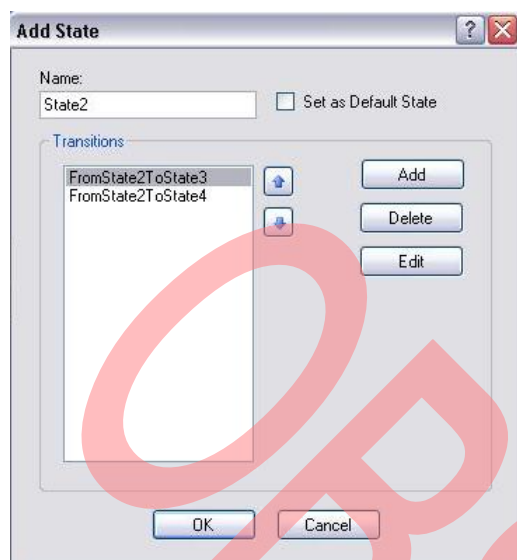 Add State
Name:
State2
Set as Default State
Transitions
FromState2ToState3
FromState2ToState4
Add
Delete
Edit
OK
Cancel